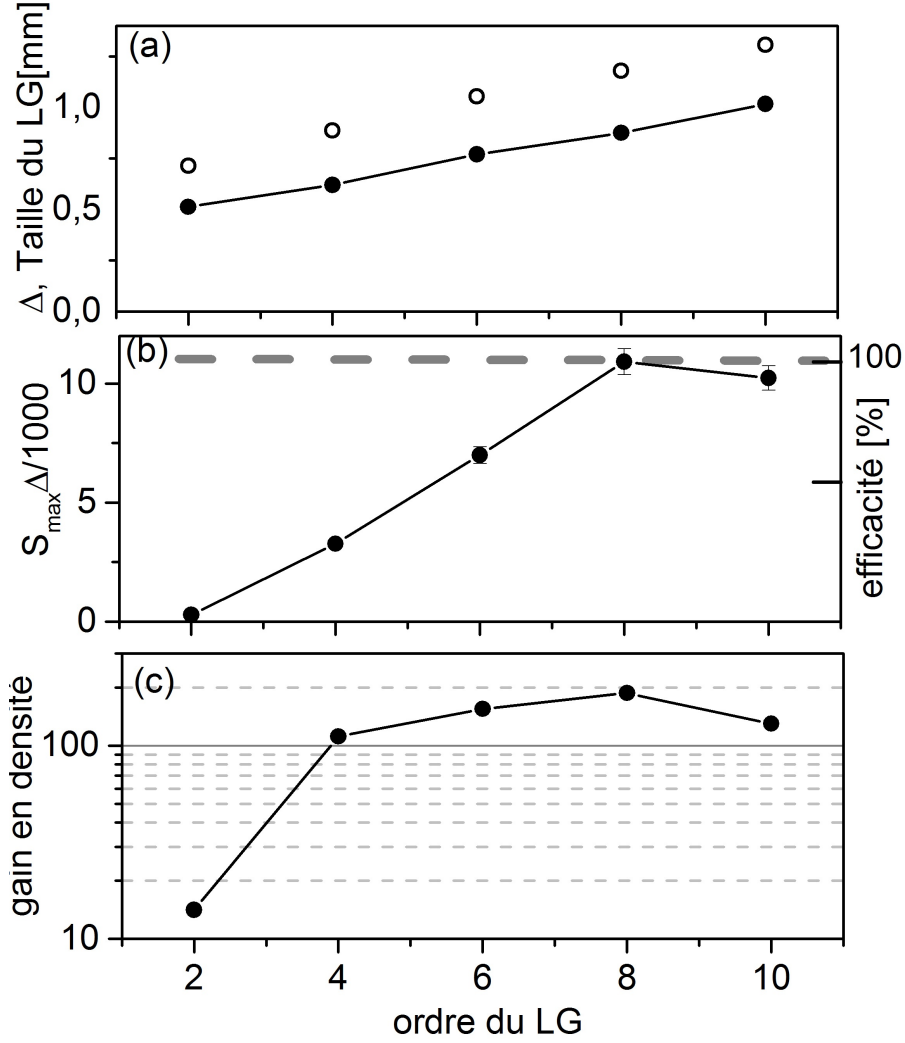 (a)
Δ, Taille du LG[mm]
1,0
0,5
0,0
(b)
S_max Δ/1000
10
5
0
100
efficacité [%]
(c)
gain en densité
100
10
2 4 6 8 10
ordre du LG